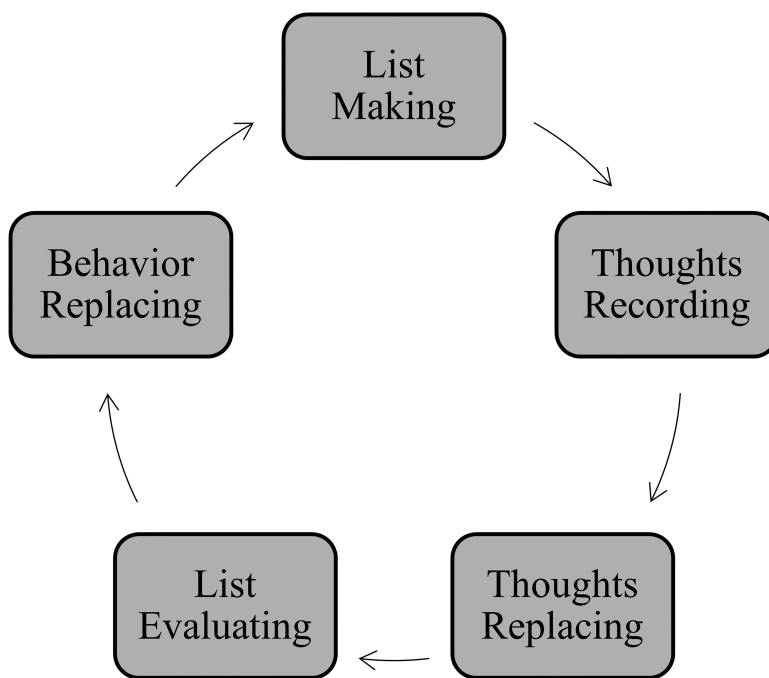 List
Making
Thoughts
Recording
Thoughts
Replacing
List
Evaluating
Behavior
Replacing